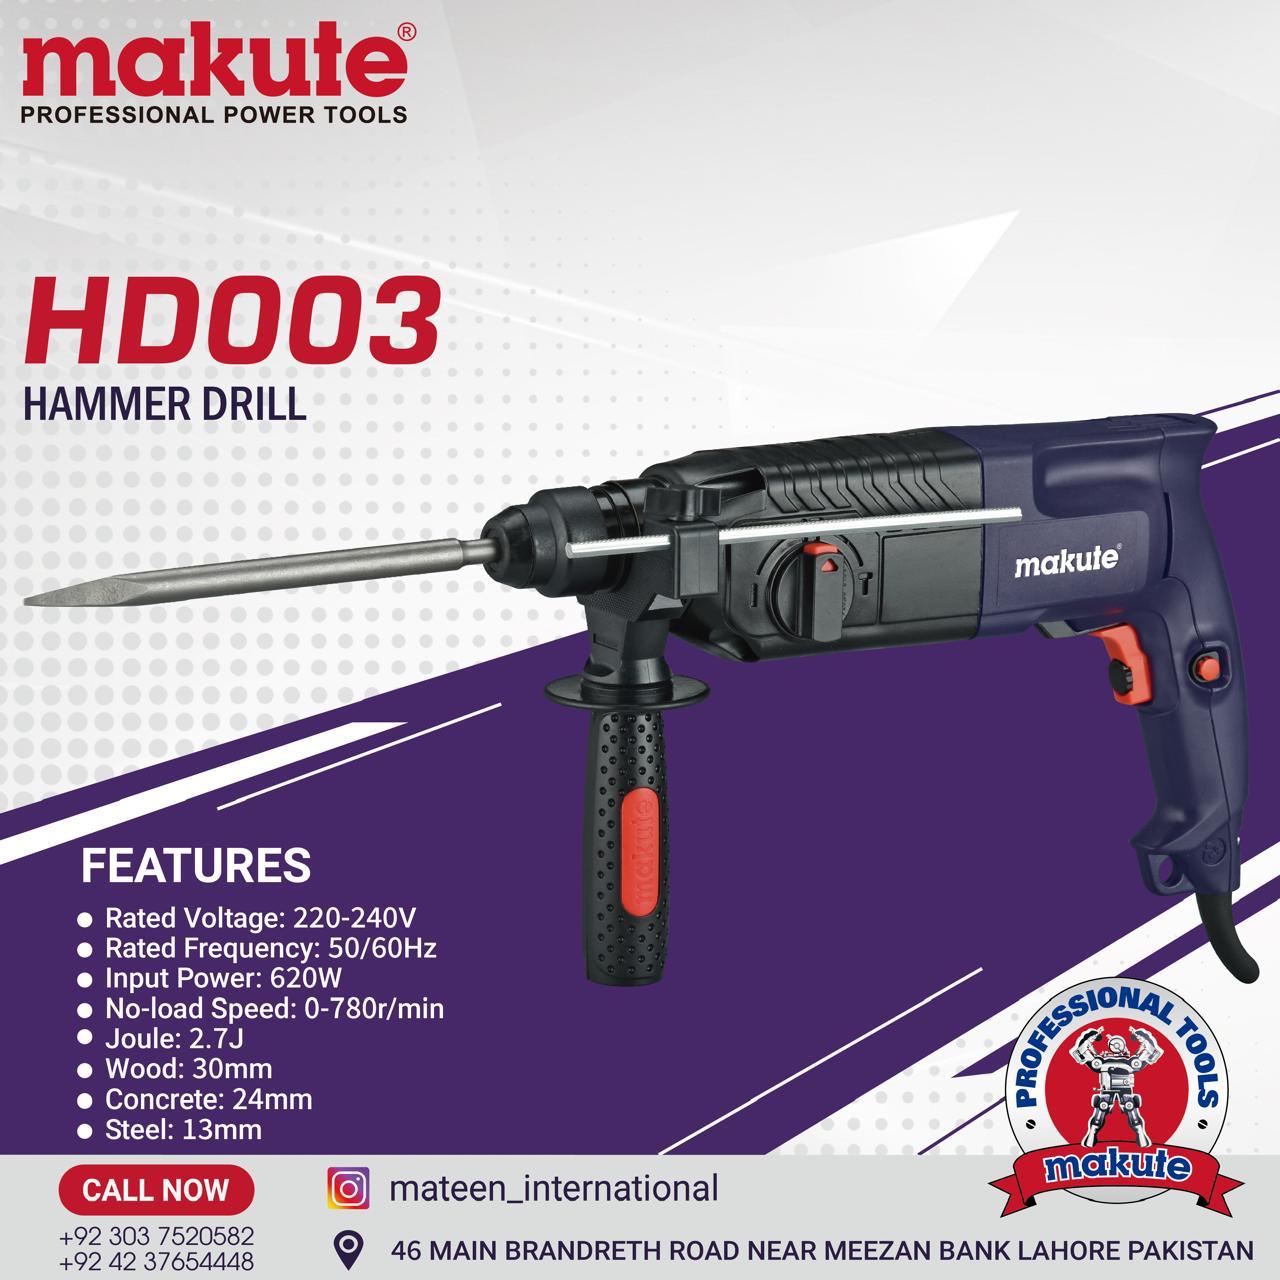 makute®
PROFESSIONAL POWER TOOLS
HD003
HAMMER DRILL
makute®
makute
FEATURES
Rated Voltage: 220-240V
Rated Frequency: 50/60Hz
Input Power: 620W
No-load Speed: 0-780r/min
Joule: 2.7J
Wood: 30mm
Concrete: 24mm
Steel: 13mm
PROFESSIONAL TOOLS
makute
CALL NOW
+92 303 7520582
+92 42 37654448
mateen_international
46 MAIN BRANDRETH ROAD NEAR MEEZAN BANK LAHORE PAKISTAN